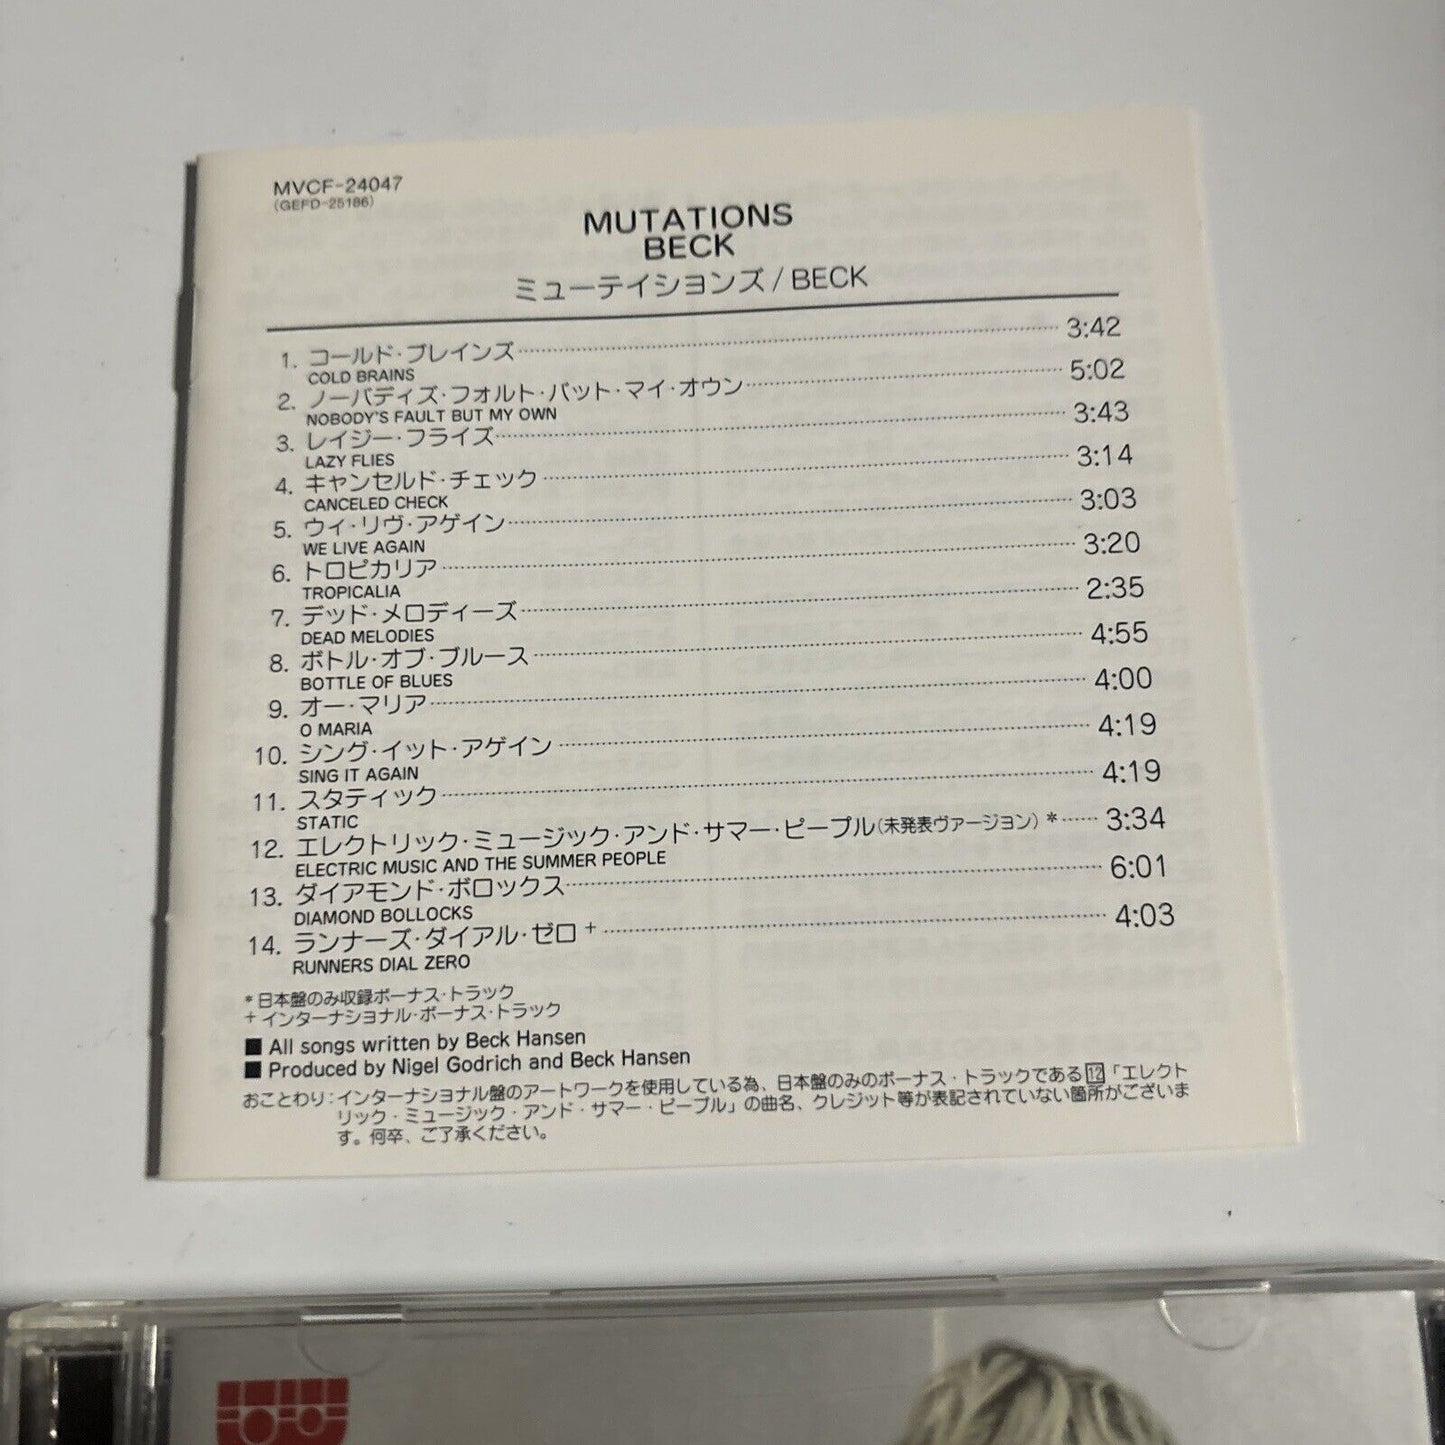 MVCF-24047
(GEFD-25186)
MUTATIONS
BECK
ミューテイションズ/BECK
1. コールド・ブレインズ 3:42
COLD BRAINS
2. ノーバディズ・フォルト・バット・マイ・オウン 5:02
NOBODY'S FAULT BUT MY OWN
3. レイジー・フライズ 3:43
LAZY FLIES
4. キャンセルド・チェック 3:14
CANCELED CHECK
5. ウィ・リヴ・アゲイン 3:03
WE LIVE AGAIN
6. トロピカリア 3:20
TROPICALIA
7. デッド・メロディーズ 2:35
DEAD MELODIES
8. ボトル・オブ・ブルース 4:55
BOTTLE OF BLUES
9. オー・マリア 4:00
O MARIA
10. シング・イット・アゲイン 4:19
SING IT AGAIN
11. スタティック 4:19
STATIC
12. エレクトリック・ミュージック・アンド・サマー・ピープル(未発表ヴァージョン)* 3:34
ELECTRIC MUSIC AND THE SUMMER PEOPLE
13. ダイアモンド・ボロックス 6:01
DIAMOND BOLLOCKS
14. ランナーズ・ダイアル・ゼロ+ 4:03
RUNNERS DIAL ZERO
*日本盤のみ収録ボーナス・トラック
+インターナショナル・ボーナス・トラック
■ All songs written by Beck Hansen
■ Produced by Nigel Godrich and Beck Hansen
おことわり:インターナショナル盤のアートワークを使用している為、日本盤のみのボーナス・トラックである12「エレクト
リック・ミュージック・アンド・サマー・ピープル」の曲名、クレジット等が表記されていない箇所がございま
す。何卒、ご了承ください。